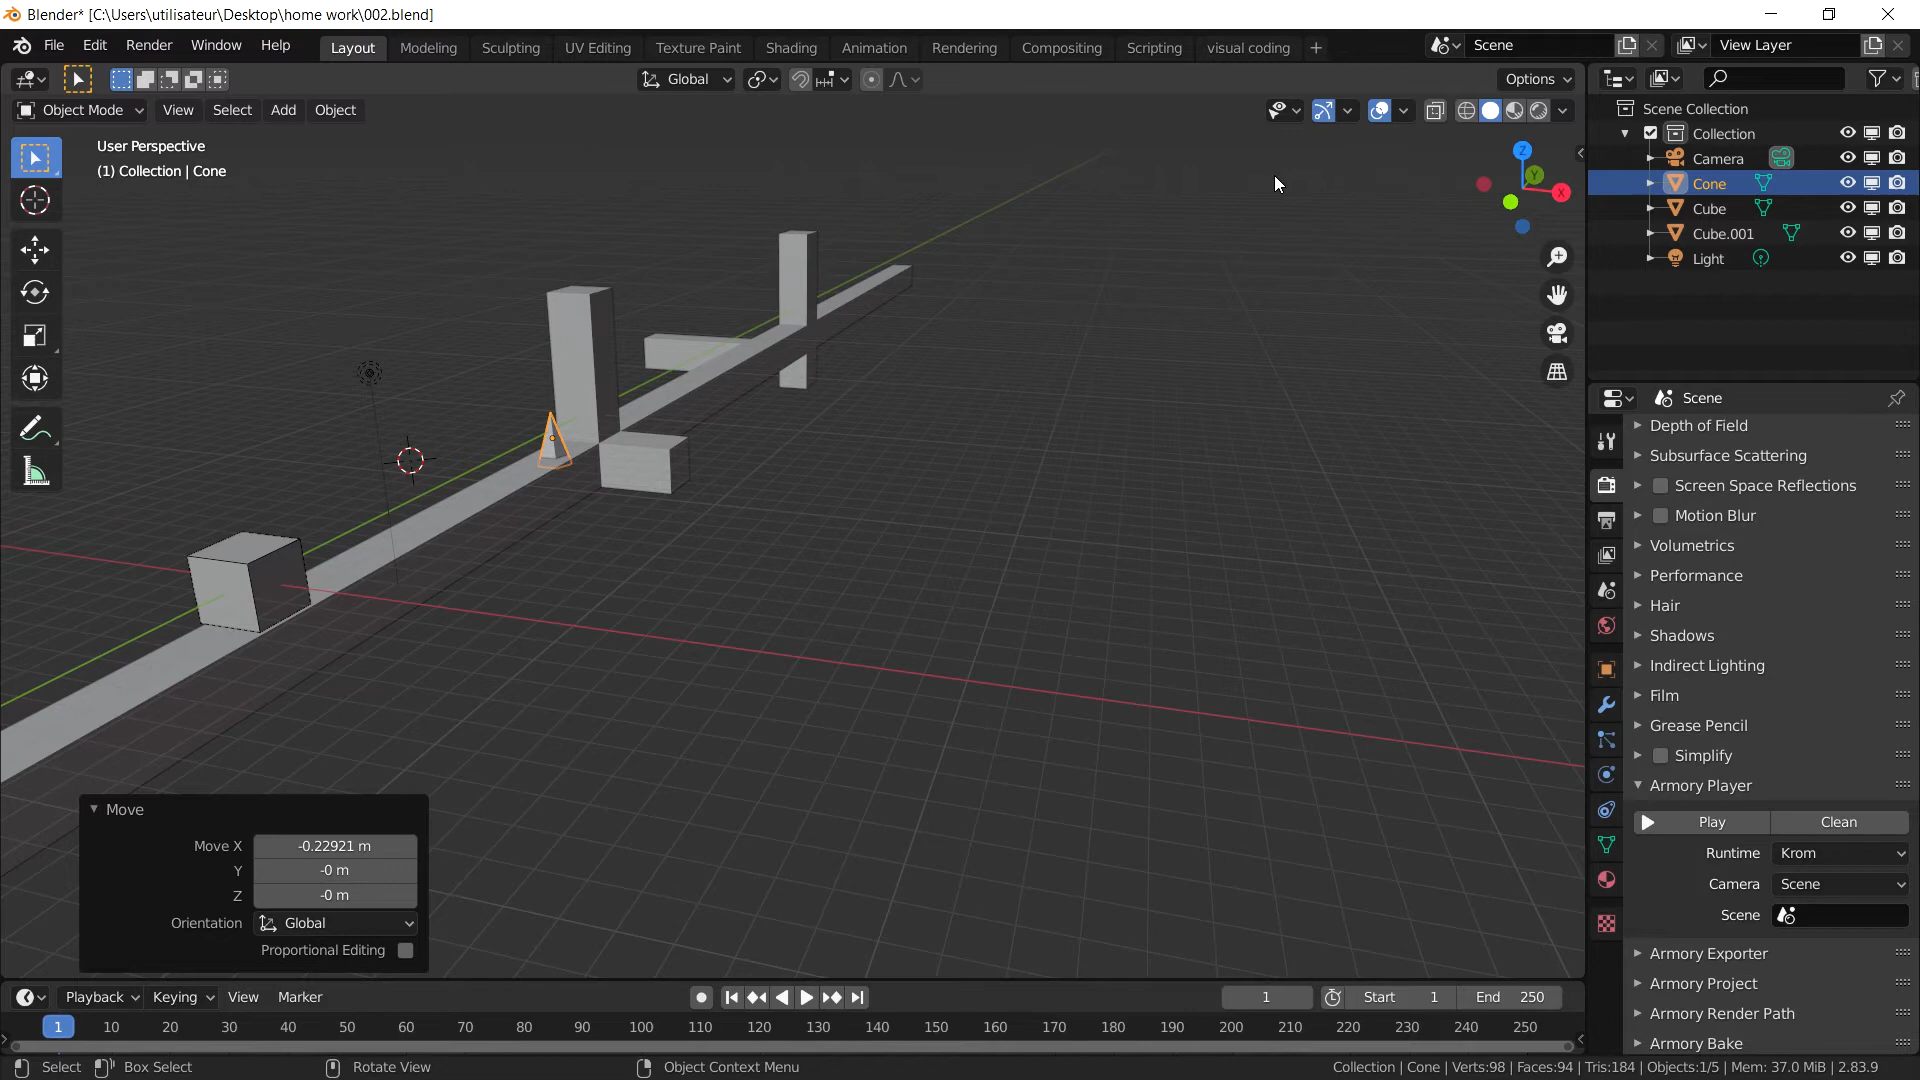 Blender* [C:\Users\utilisateur\Desktop\home work\002.blend]
File Edit Render Window Help Layout Modeling Sculpting UV Editing Texture Paint Shading Animation Rendering Compositing Scripting visual coding + Scene View Layer
Global Options
Object Mode View Select Add Object
User Perspective
(1) Collection | Cone
Z
Y
X
Scene Collection
Collection
Camera
Cone
Cube
Cube.001
Light
Scene
Depth of Field
Subsurface Scattering
Screen Space Reflections
Motion Blur
Volumetrics
Performance
Hair
Shadows
Indirect Lighting
Film
Grease Pencil
Simplify
Armory Player
Play Clean
Runtime Krom
Camera Scene
Scene
Armory Exporter
Armory Project
Armory Render Path
Armory Bake
Move
Move X -0.22921 m
Y -0 m
Z -0 m
Orientation Global
Proportional Editing
Playback Keying View Marker 1 Start 1 End 250
1 10 20 30 40 50 60 70 80 90 100 110 120 130 140 150 160 170 180 190 200 210 220 230 240 250
Select Box Select Rotate View Object Context Menu Collection | Cone | Verts:98 | Faces:94 | Tris:184 | Objects:1/5 | Mem: 37.0 MiB | 2.83.9